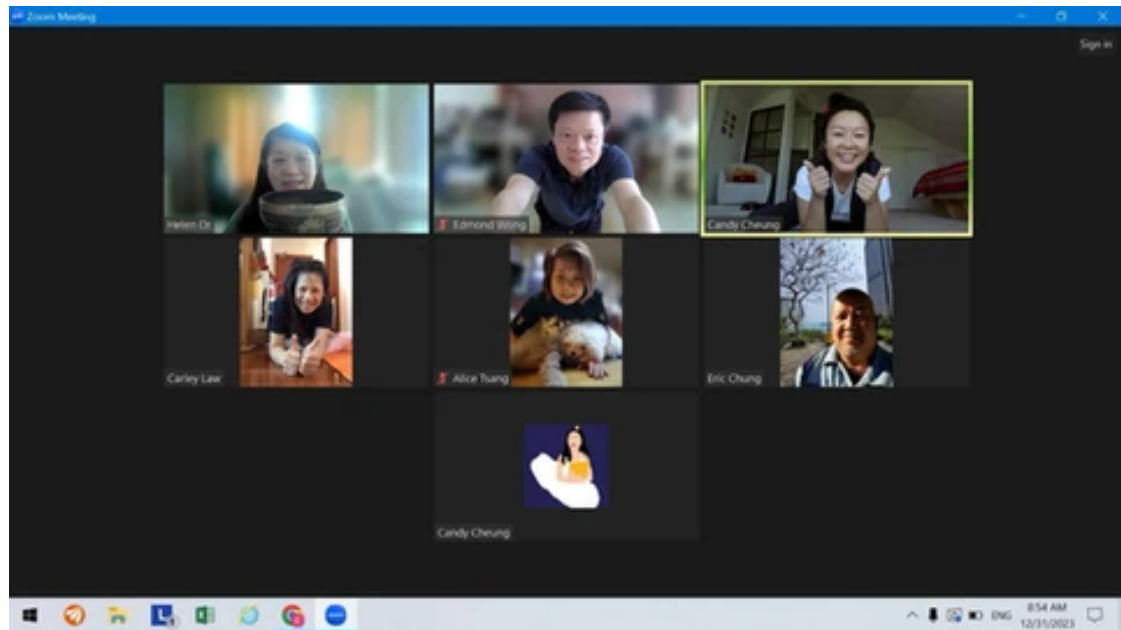 Zoom Meeting
Sign in
Helen Or
Edmond Wong
Candy Cheung
Carley Law
Alice Tsang
Eric Chung
Candy Cheung
ENG
8:54 AM
12/31/2023